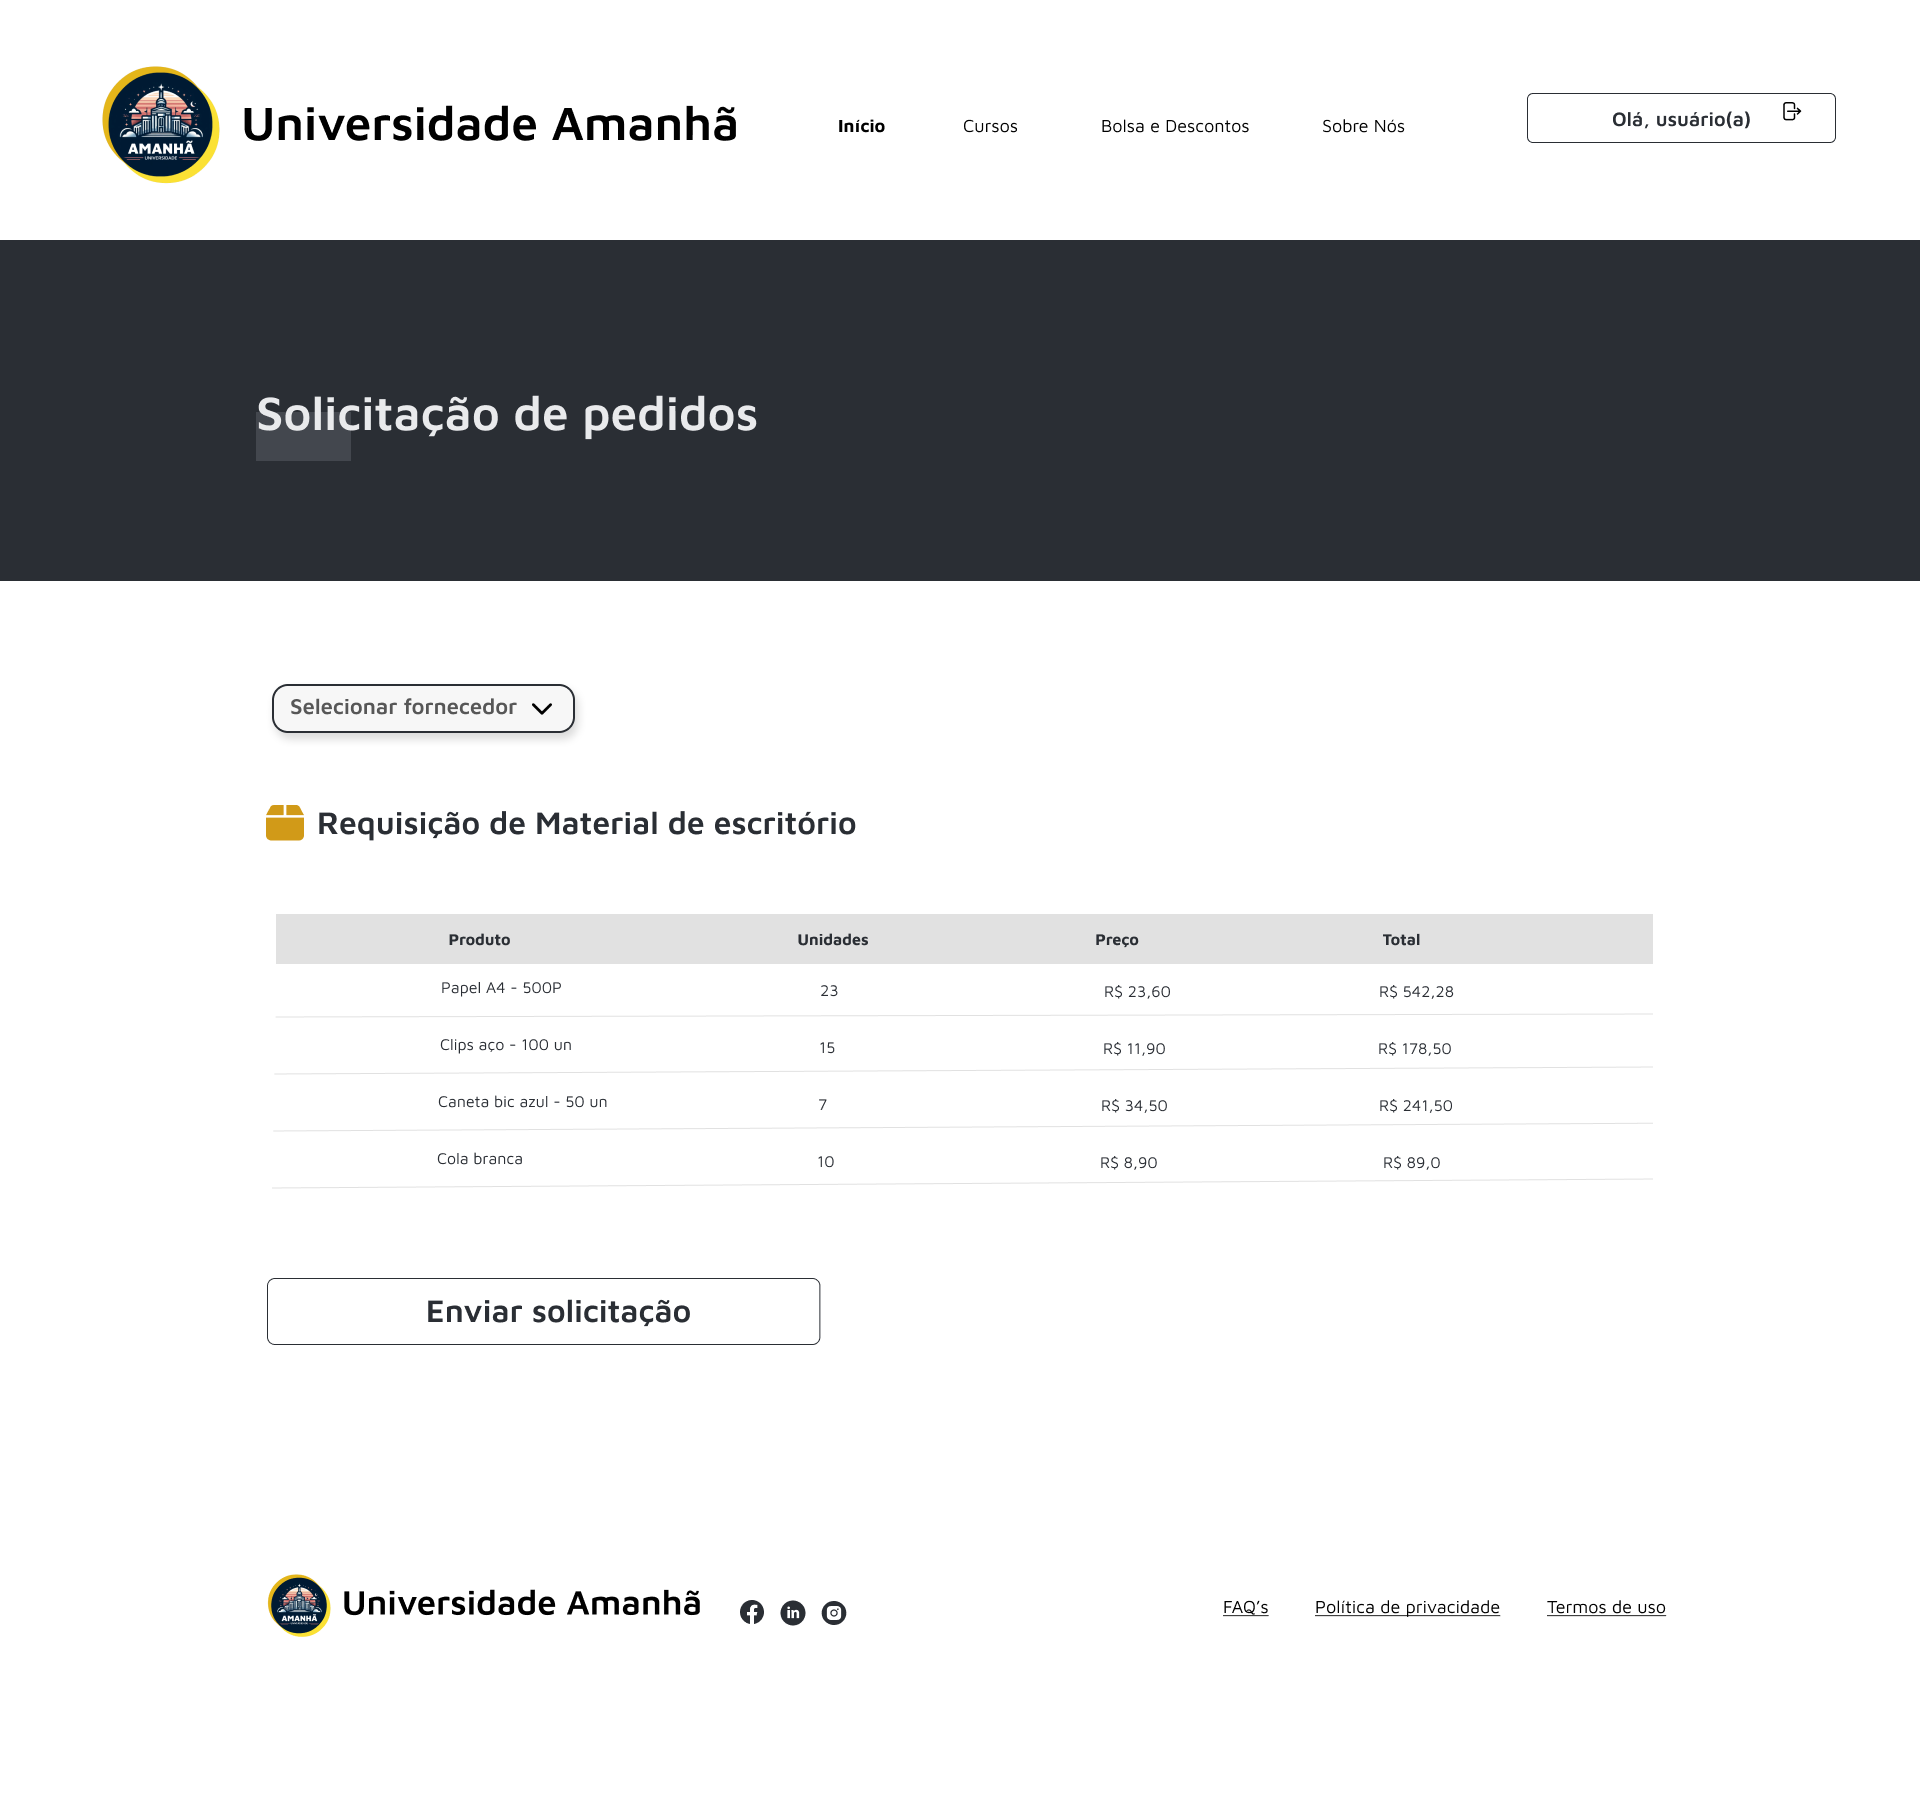 AMANHÃ
UNIVERSIDADE
Universidade Amanhã
Início
Cursos
Bolsa e Descontos
Sobre Nós
Olá, usuário(a)
Solicitação de pedidos
Selecionar fornecedor
Requisição de Material de escritório
Produto Unidades Preço Total
Papel A4 - 500P 23 R$ 23,60 R$ 542,28
Clips aço - 100 un 15 R$ 11,90 R$ 178,50
Caneta bic azul - 50 un 7 R$ 34,50 R$ 241,50
Cola branca 10 R$ 8,90 R$ 89,0
Enviar solicitação
AMANHÃ
Universidade Amanhã
FAQ’s
Política de privacidade
Termos de uso